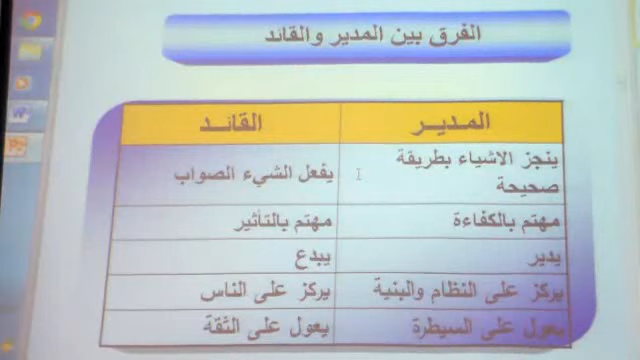 الفرق بين المدير والقائد
المدير القائد
ينجز الاشياء بطريقة صحيحة يفعل الشيء الصواب
مهتم بالكفاءة مهتم بالتأثير
يدير يبدع
يركز على النظام والبنية يركز على الناس
يعول على السيطرة يعول على الثقة